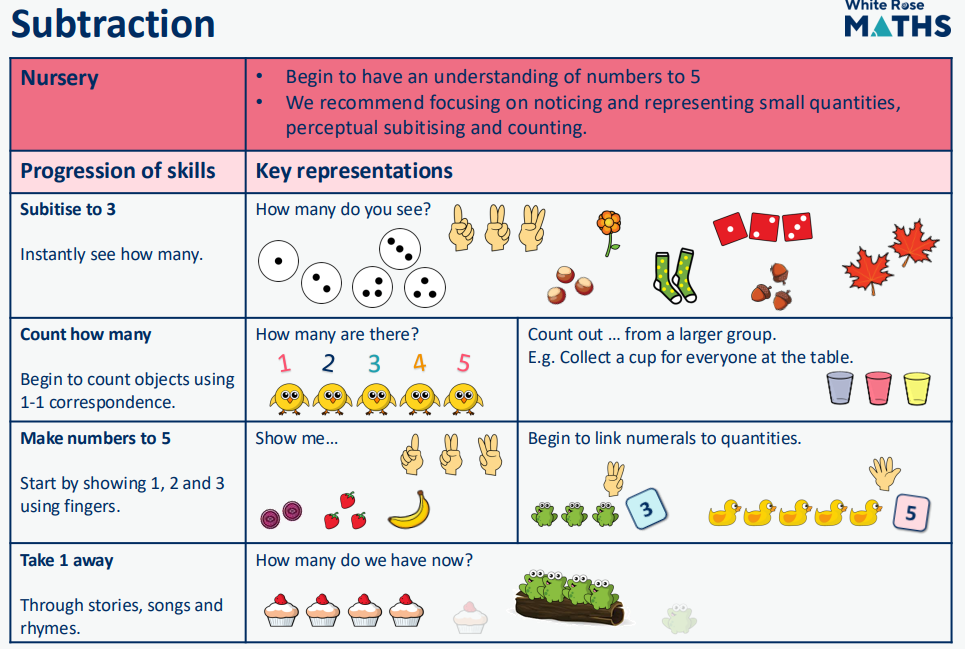 Subtraction
White Rose
MATHS
Nursery
• Begin to have an understanding of numbers to 5
• We recommend focusing on noticing and representing small quantities,
perceptual subitising and counting.
Progression of skills
Key representations
Subitise to 3
Instantly see how many.
How many do you see?
Count how many
Begin to count objects using
1-1 correspondence.
How many are there?
1 2 3 4 5
Count out ... from a larger group.
E.g. Collect a cup for everyone at the table.
Make numbers to 5
Start by showing 1, 2 and 3
using fingers.
Show me...
Begin to link numerals to quantities.
3
5
Take 1 away
Through stories, songs and
rhymes.
How many do we have now?